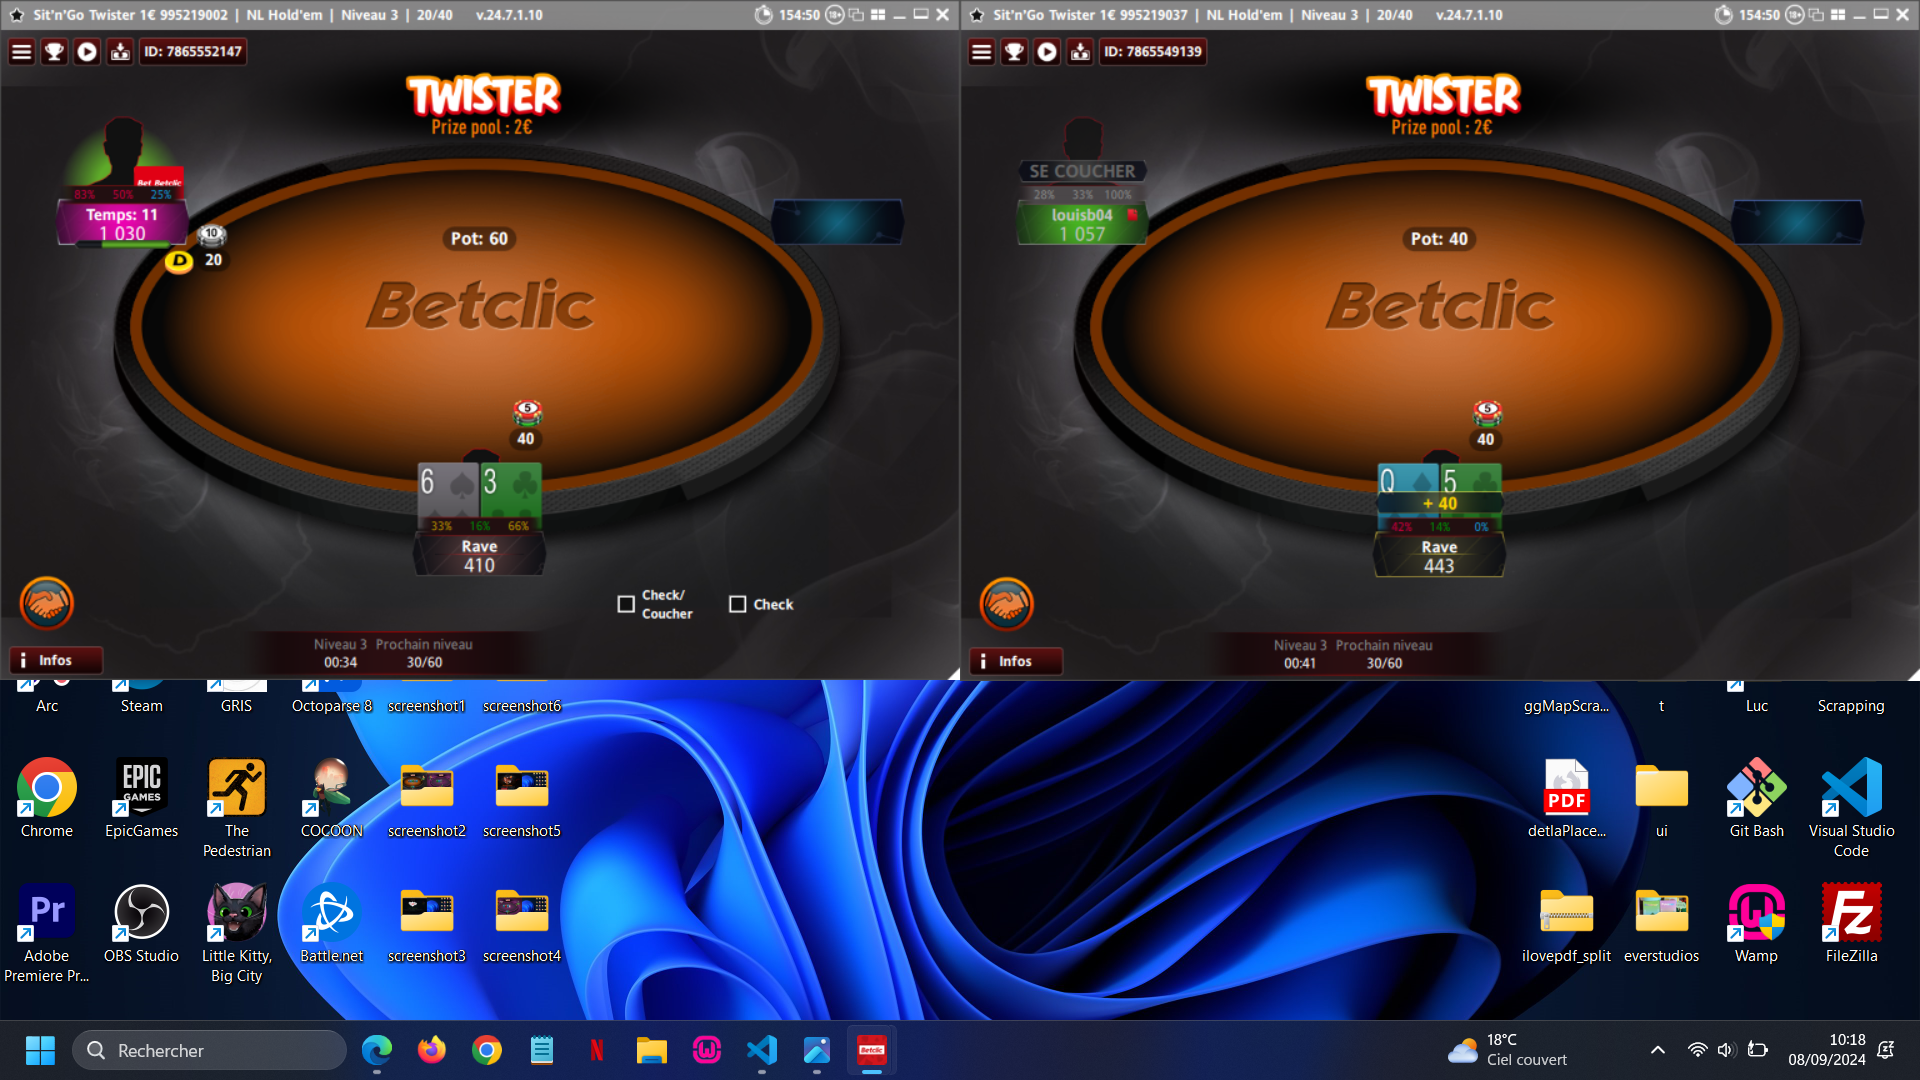 Sit'n'Go Twister 1€ 995219002 | NL Hold'em | Niveau 3 | 20/40 v.24.7.1.10
154:50
18+
ID: 7865552147
TWISTER
Prize pool : 2€
Bet Betclic
83% 50% 25%
Temps: 11
1 030
10
D
20
Pot: 60
Betclic
5
40
6
3
33% 16% 66%
Rave
410
Check/
Coucher
Check
Niveau 3 Prochain niveau
00:34 30/60
Infos
Sit'n'Go Twister 1€ 995219037 | NL Hold'em | Niveau 3 | 20/40 v.24.7.1.10
154:50
18+
ID: 7865549139
TWISTER
Prize pool : 2€
SE COUCHER
28% 33% 100%
louisb04
1 057
Pot: 40
Betclic
5
40
Q
5
+ 40
42% 14% 0%
Rave
443
Niveau 3 Prochain niveau
00:41 30/60
Infos
Arc
Steam
GRIS
Octoparse 8
screenshot1
screenshot6
ggMapScra...
t
Luc
Scrapping
Chrome
EPIC
GAMES
EpicGames
The
Pedestrian
COCOON
screenshot2
screenshot5
PDF
detlaPlace...
ui
Git Bash
Visual Studio
Code
Pr
Adobe
Premiere Pr...
OBS Studio
Little Kitty,
Big City
Battle.net
screenshot3
screenshot4
ilovepdf_split
everstudios
Wamp
Fz
FileZilla
Rechercher
N
Betclic
18°C
Ciel couvert
10:18
08/09/2024